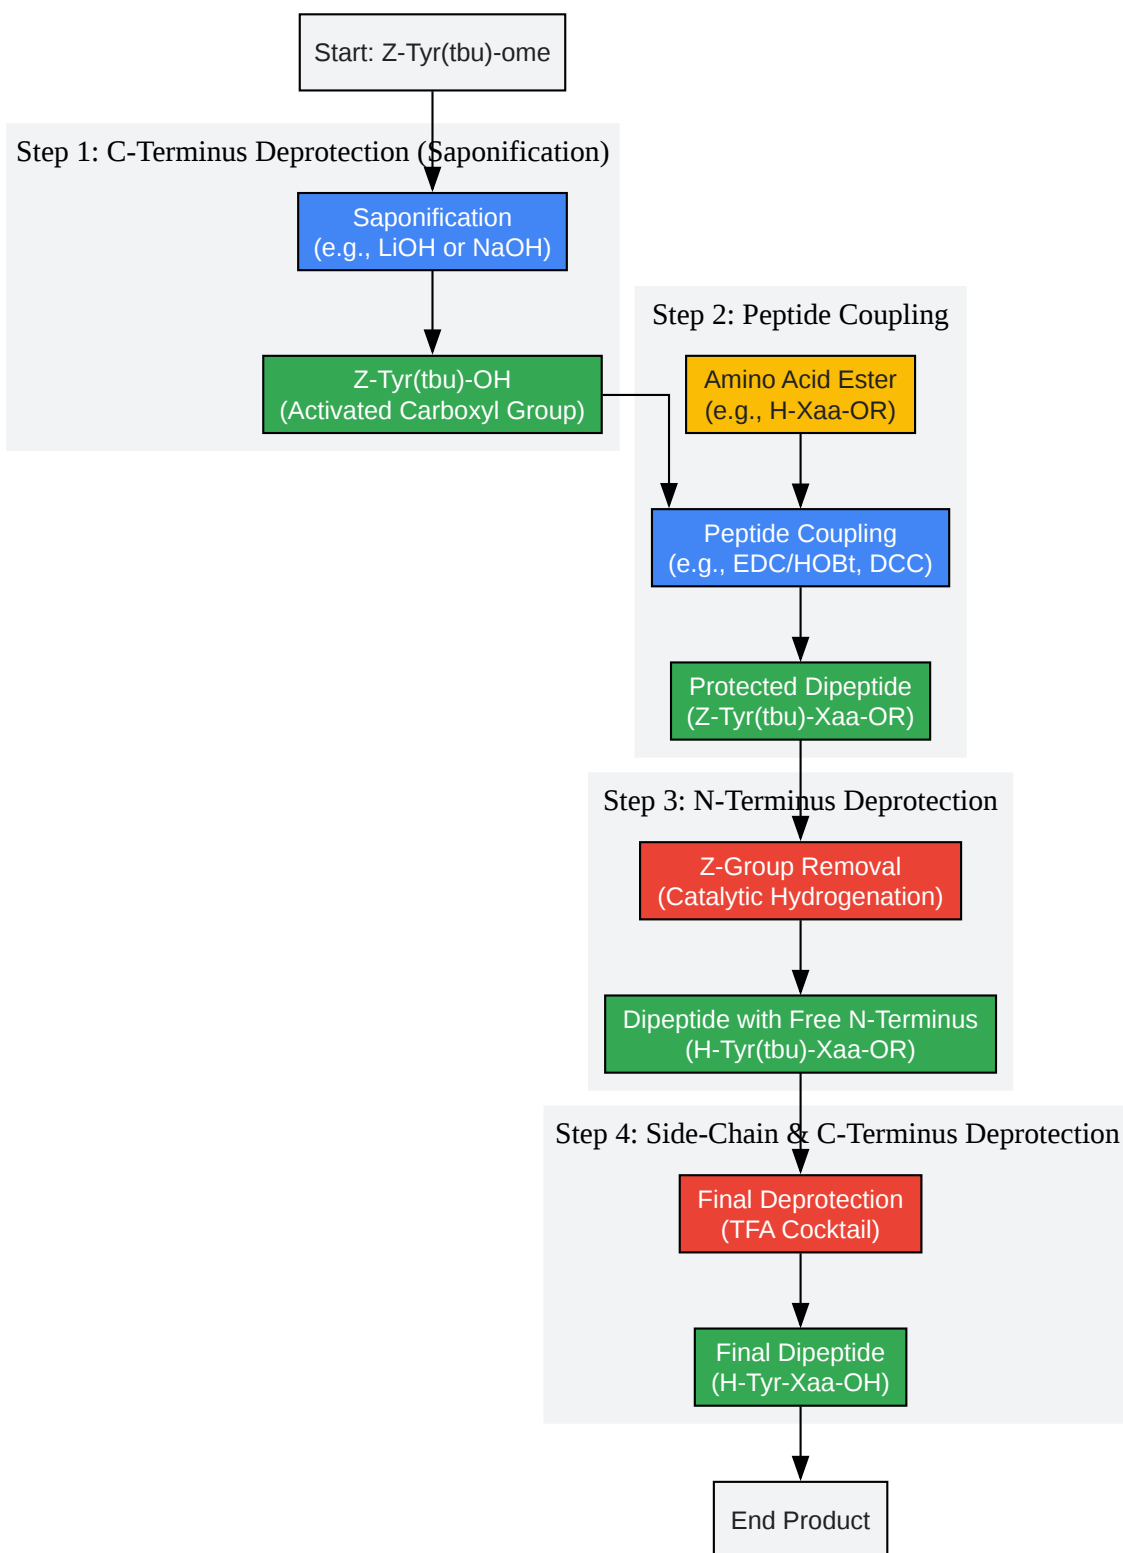 Start: Z-Tyr(tbu)-ome
Step 1: C-Terminus Deprotection (Saponification)
Saponification
(e.g., LiOH or NaOH)
Z-Tyr(tbu)-OH
(Activated Carboxyl Group)
Step 2: Peptide Coupling
Amino Acid Ester
(e.g., H-Xaa-OR)
Peptide Coupling
(e.g., EDC/HOBt, DCC)
Protected Dipeptide
(Z-Tyr(tbu)-Xaa-OR)
Step 3: N-Terminus Deprotection
Z-Group Removal
(Catalytic Hydrogenation)
Dipeptide with Free N-Terminus
(H-Tyr(tbu)-Xaa-OR)
Step 4: Side-Chain & C-Terminus Deprotection
Final Deprotection
(TFA Cocktail)
Final Dipeptide
(H-Tyr-Xaa-OH)
End Product